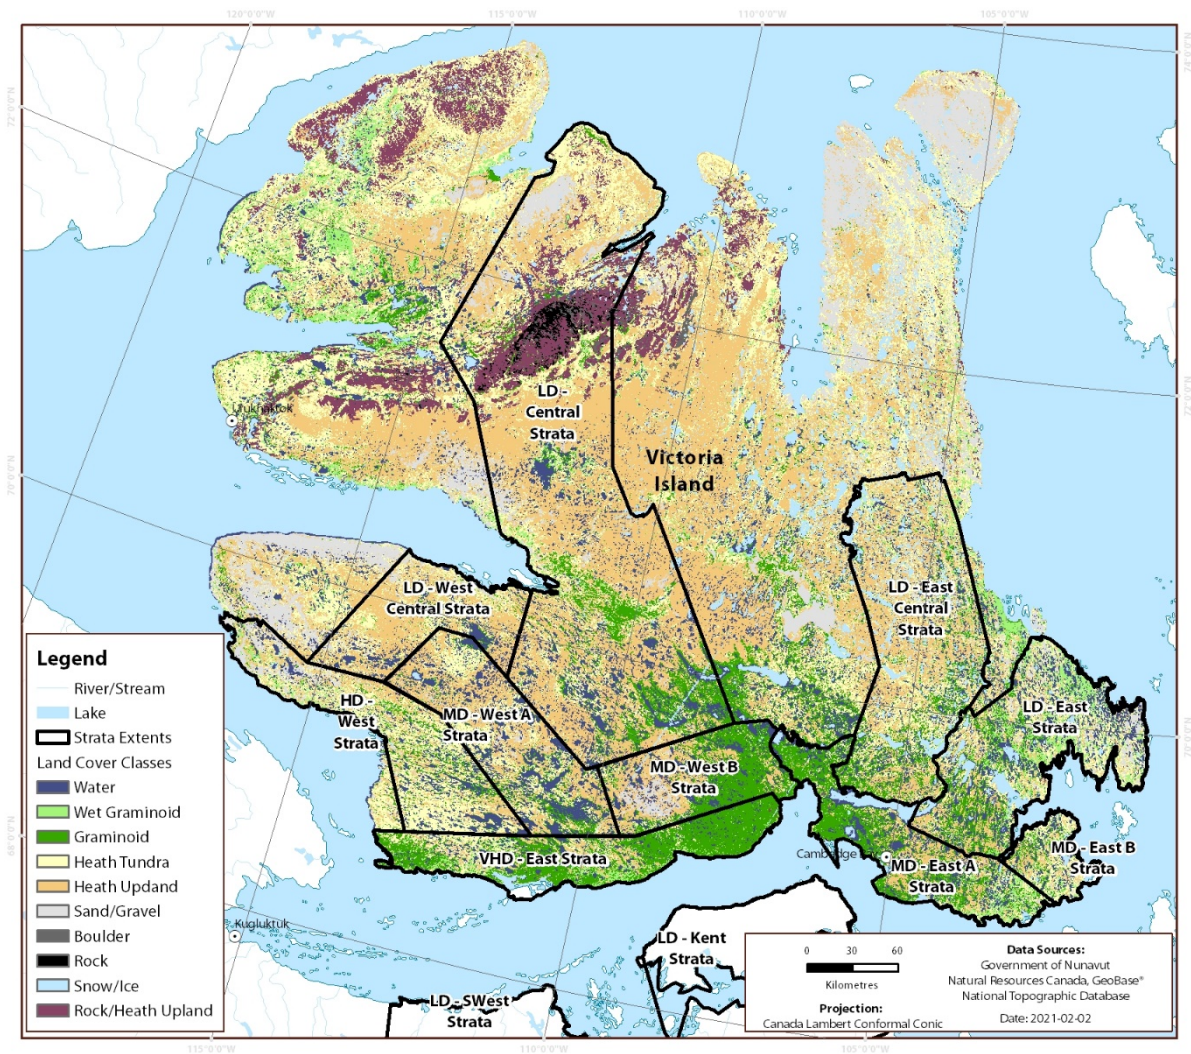 120°0'0"W
115°0'0"W
110°0'0"W
105°0'0"W
74°0'0"N
72°0'0"N
72°0'0"N
70°0'0"N
70°0'0"N
68°0'0"N
Ulukhaktok
LD -
Central
Strata
Victoria
Island
LD - West
Central Strata
LD - East
Central
Strata
HD -
West
Strata
MD - West A
Strata
MD - West B
Strata
LD - East
Strata
VHD - East Strata
Cambridge
MD - East A
Strata
MD - East B
Strata
Kugluktuk
LD - Kent
Strata
LD - SWest
Strata
Legend
River/Stream
Lake
Strata Extents
Land Cover Classes
Water
Wet Graminoid
Graminoid
Heath Tundra
Heath Updand
Sand/Gravel
Boulder
Rock
Snow/Ice
Rock/Heath Upland
0 30 60
Kilometres
Projection:
Canada Lambert Conformal Conic
Data Sources:
Government of Nunavut
Natural Resources Canada, GeoBase®
National Topographic Database
Date: 2021-02-02
115°0'0"W
110°0'0"W
105°0'0"W